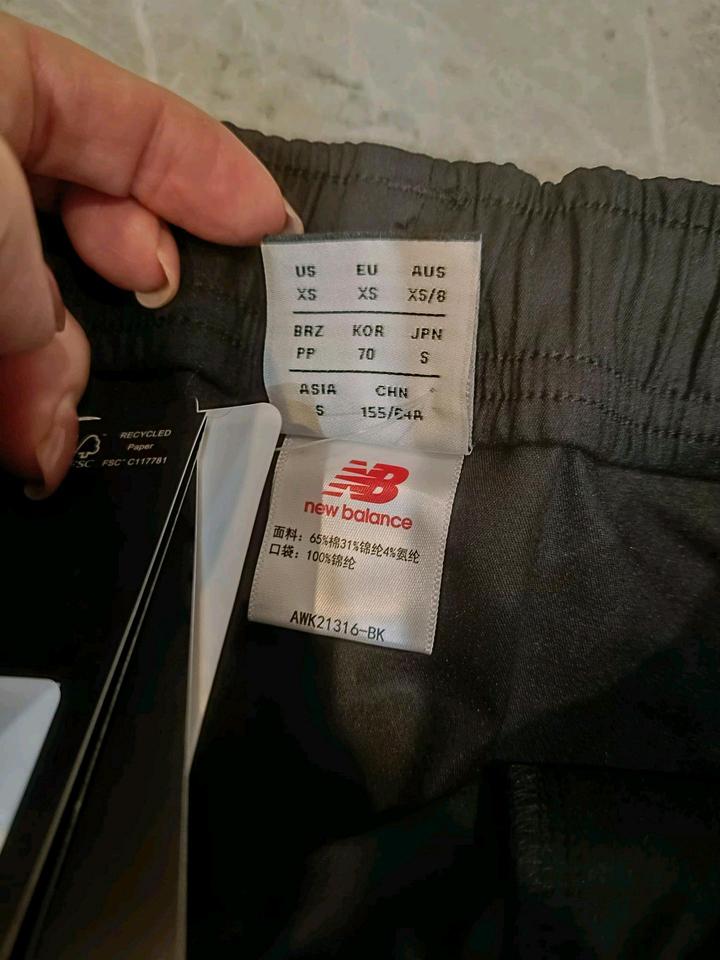 US EU AUS
XS XS XS/8
BRZ KOR JPN
PP 70 S
ASIA CHN
S 155/64A
RECYCLED
Paper
FSC™ C117781
FSC
NB
new balance
面料：65%棉31%锦纶4%氨纶
口袋：100%锦纶
AWK21316-BK